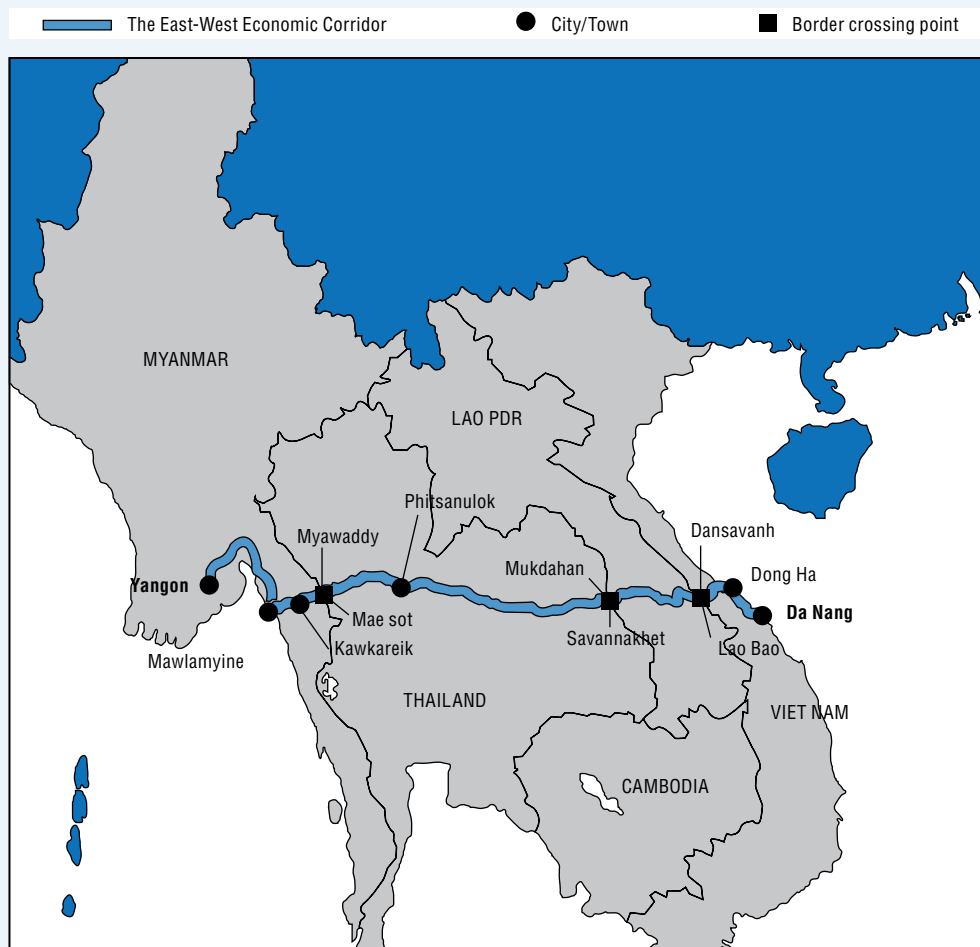 The East-West Economic Corridor
City/Town
Border crossing point
MYANMAR
LAO PDR
Phitsanulok
Myawaddy
Dansavanh
Mukdahan
Dong Ha
Yangon
Da Nang
Mae sot
Savannakhet
Kawkareik
Lao Bao
Mawlamyine
THAILAND
VIET NAM
CAMBODIA